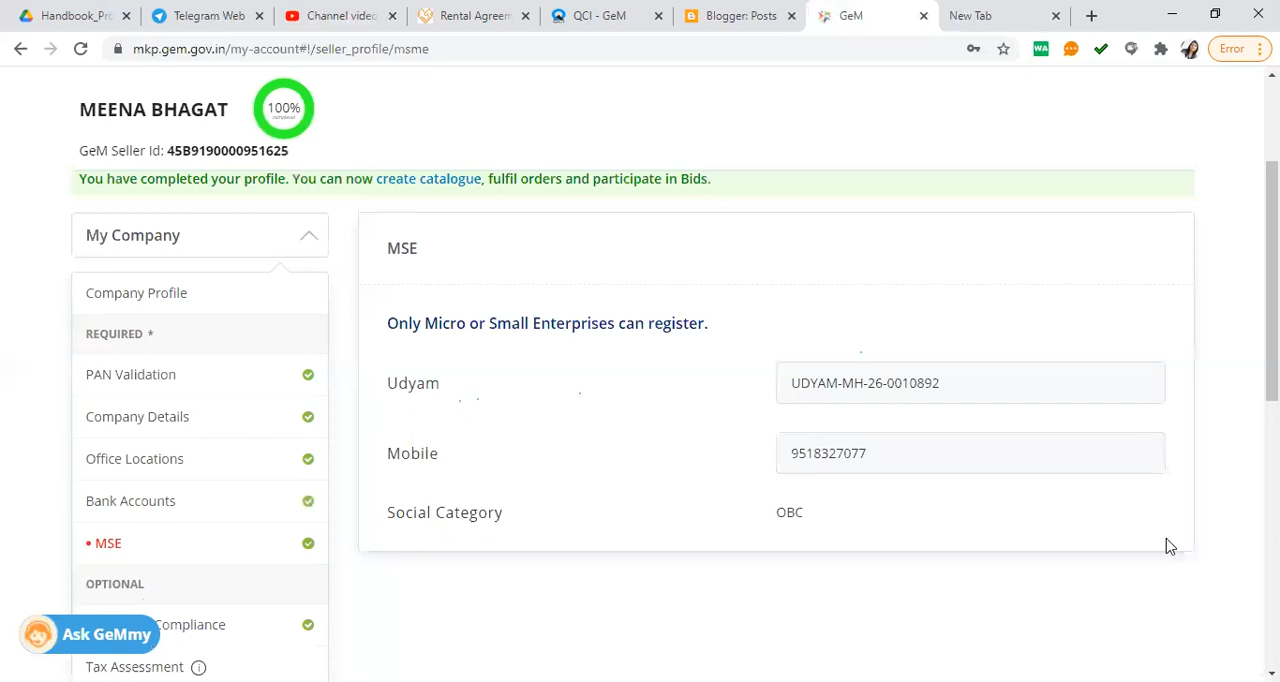 Handbook_Pro
Telegram Web
Channel video
Rental Agreem
QCI - GeM
Blogger: Posts
GeM
New Tab
mkp.gem.gov.in/my-account#!/seller_profile/msme
WA
Error
MEENA BHAGAT
100%
completed
GeM Seller Id: 45B9190000951625
You have completed your profile. You can now create catalogue, fulfil orders and participate in Bids.
My Company
MSE
Company Profile
REQUIRED *
Only Micro or Small Enterprises can register.
PAN Validation
Udyam
UDYAM-MH-26-0010892
Company Details
Office Locations
Mobile
9518327077
Bank Accounts
Social Category
OBC
• MSE
OPTIONAL
Compliance
Ask GeMmy
Tax Assessment